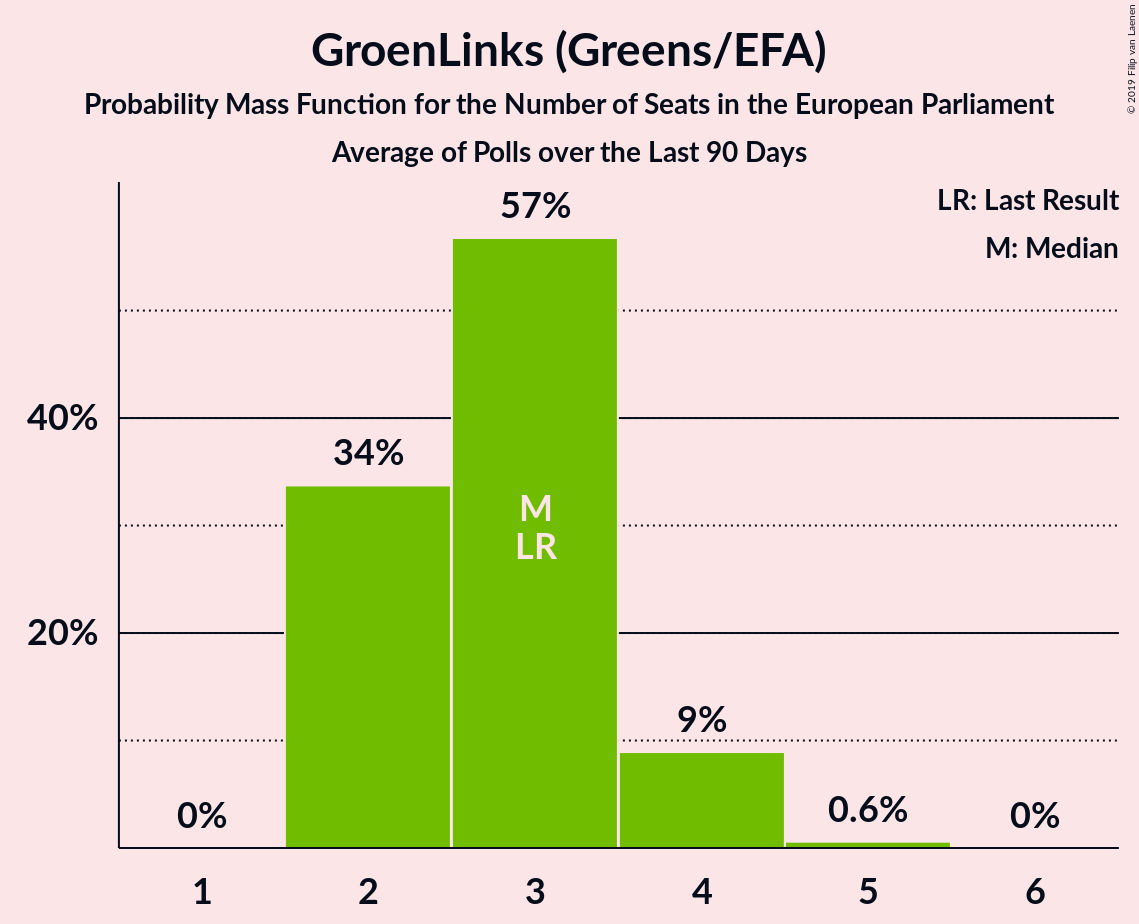 GroenLinks (Greens/EFA)
Probability Mass Function for the Number of Seats in the European Parliament
Average of Polls over the Last 90 Days
© 2019 Filip van Laenen
LR: Last Result
M: Median
57%
40%
34%
M
LR
20%
9%
0%
0.6%
0%
1 2 3 4 5 6